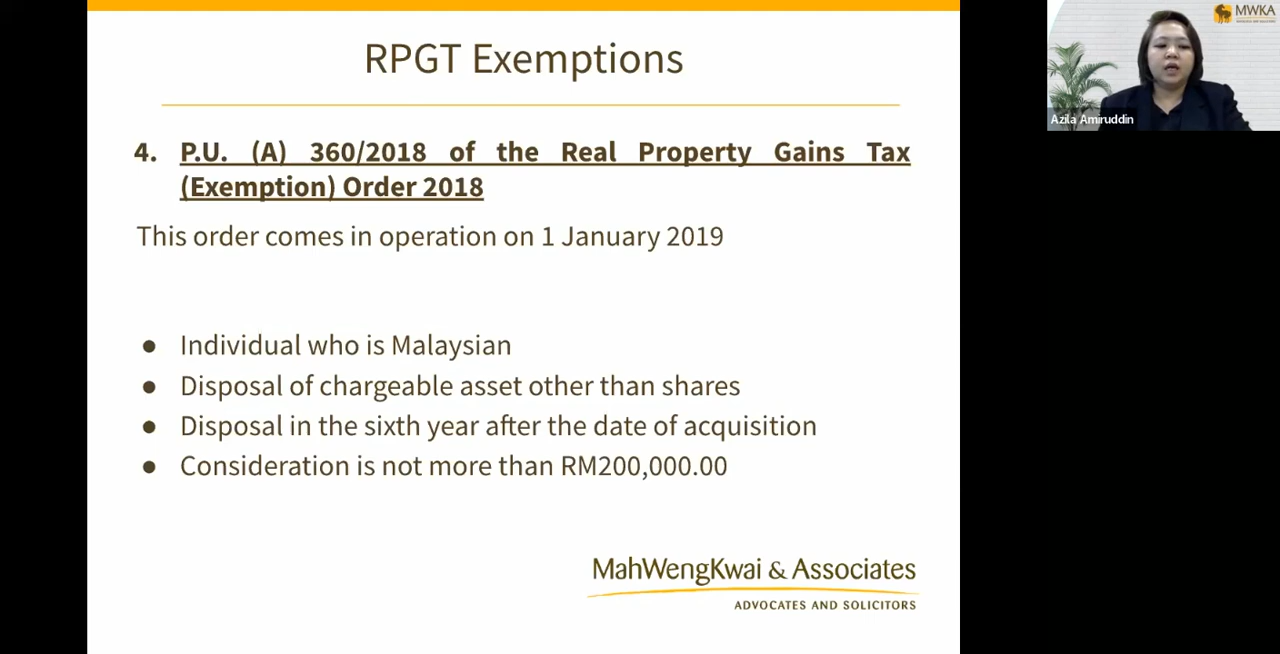 RPGT Exemptions
4. P.U. (A) 360/2018 of the Real Property Gains Tax
(Exemption) Order 2018
This order comes in operation on 1 January 2019
● Individual who is Malaysian
● Disposal of chargeable asset other than shares
● Disposal in the sixth year after the date of acquisition
● Consideration is not more than RM200,000.00
MahWengKwai & Associates
ADVOCATES AND SOLICITORS
MWKA
Azila Amiruddin